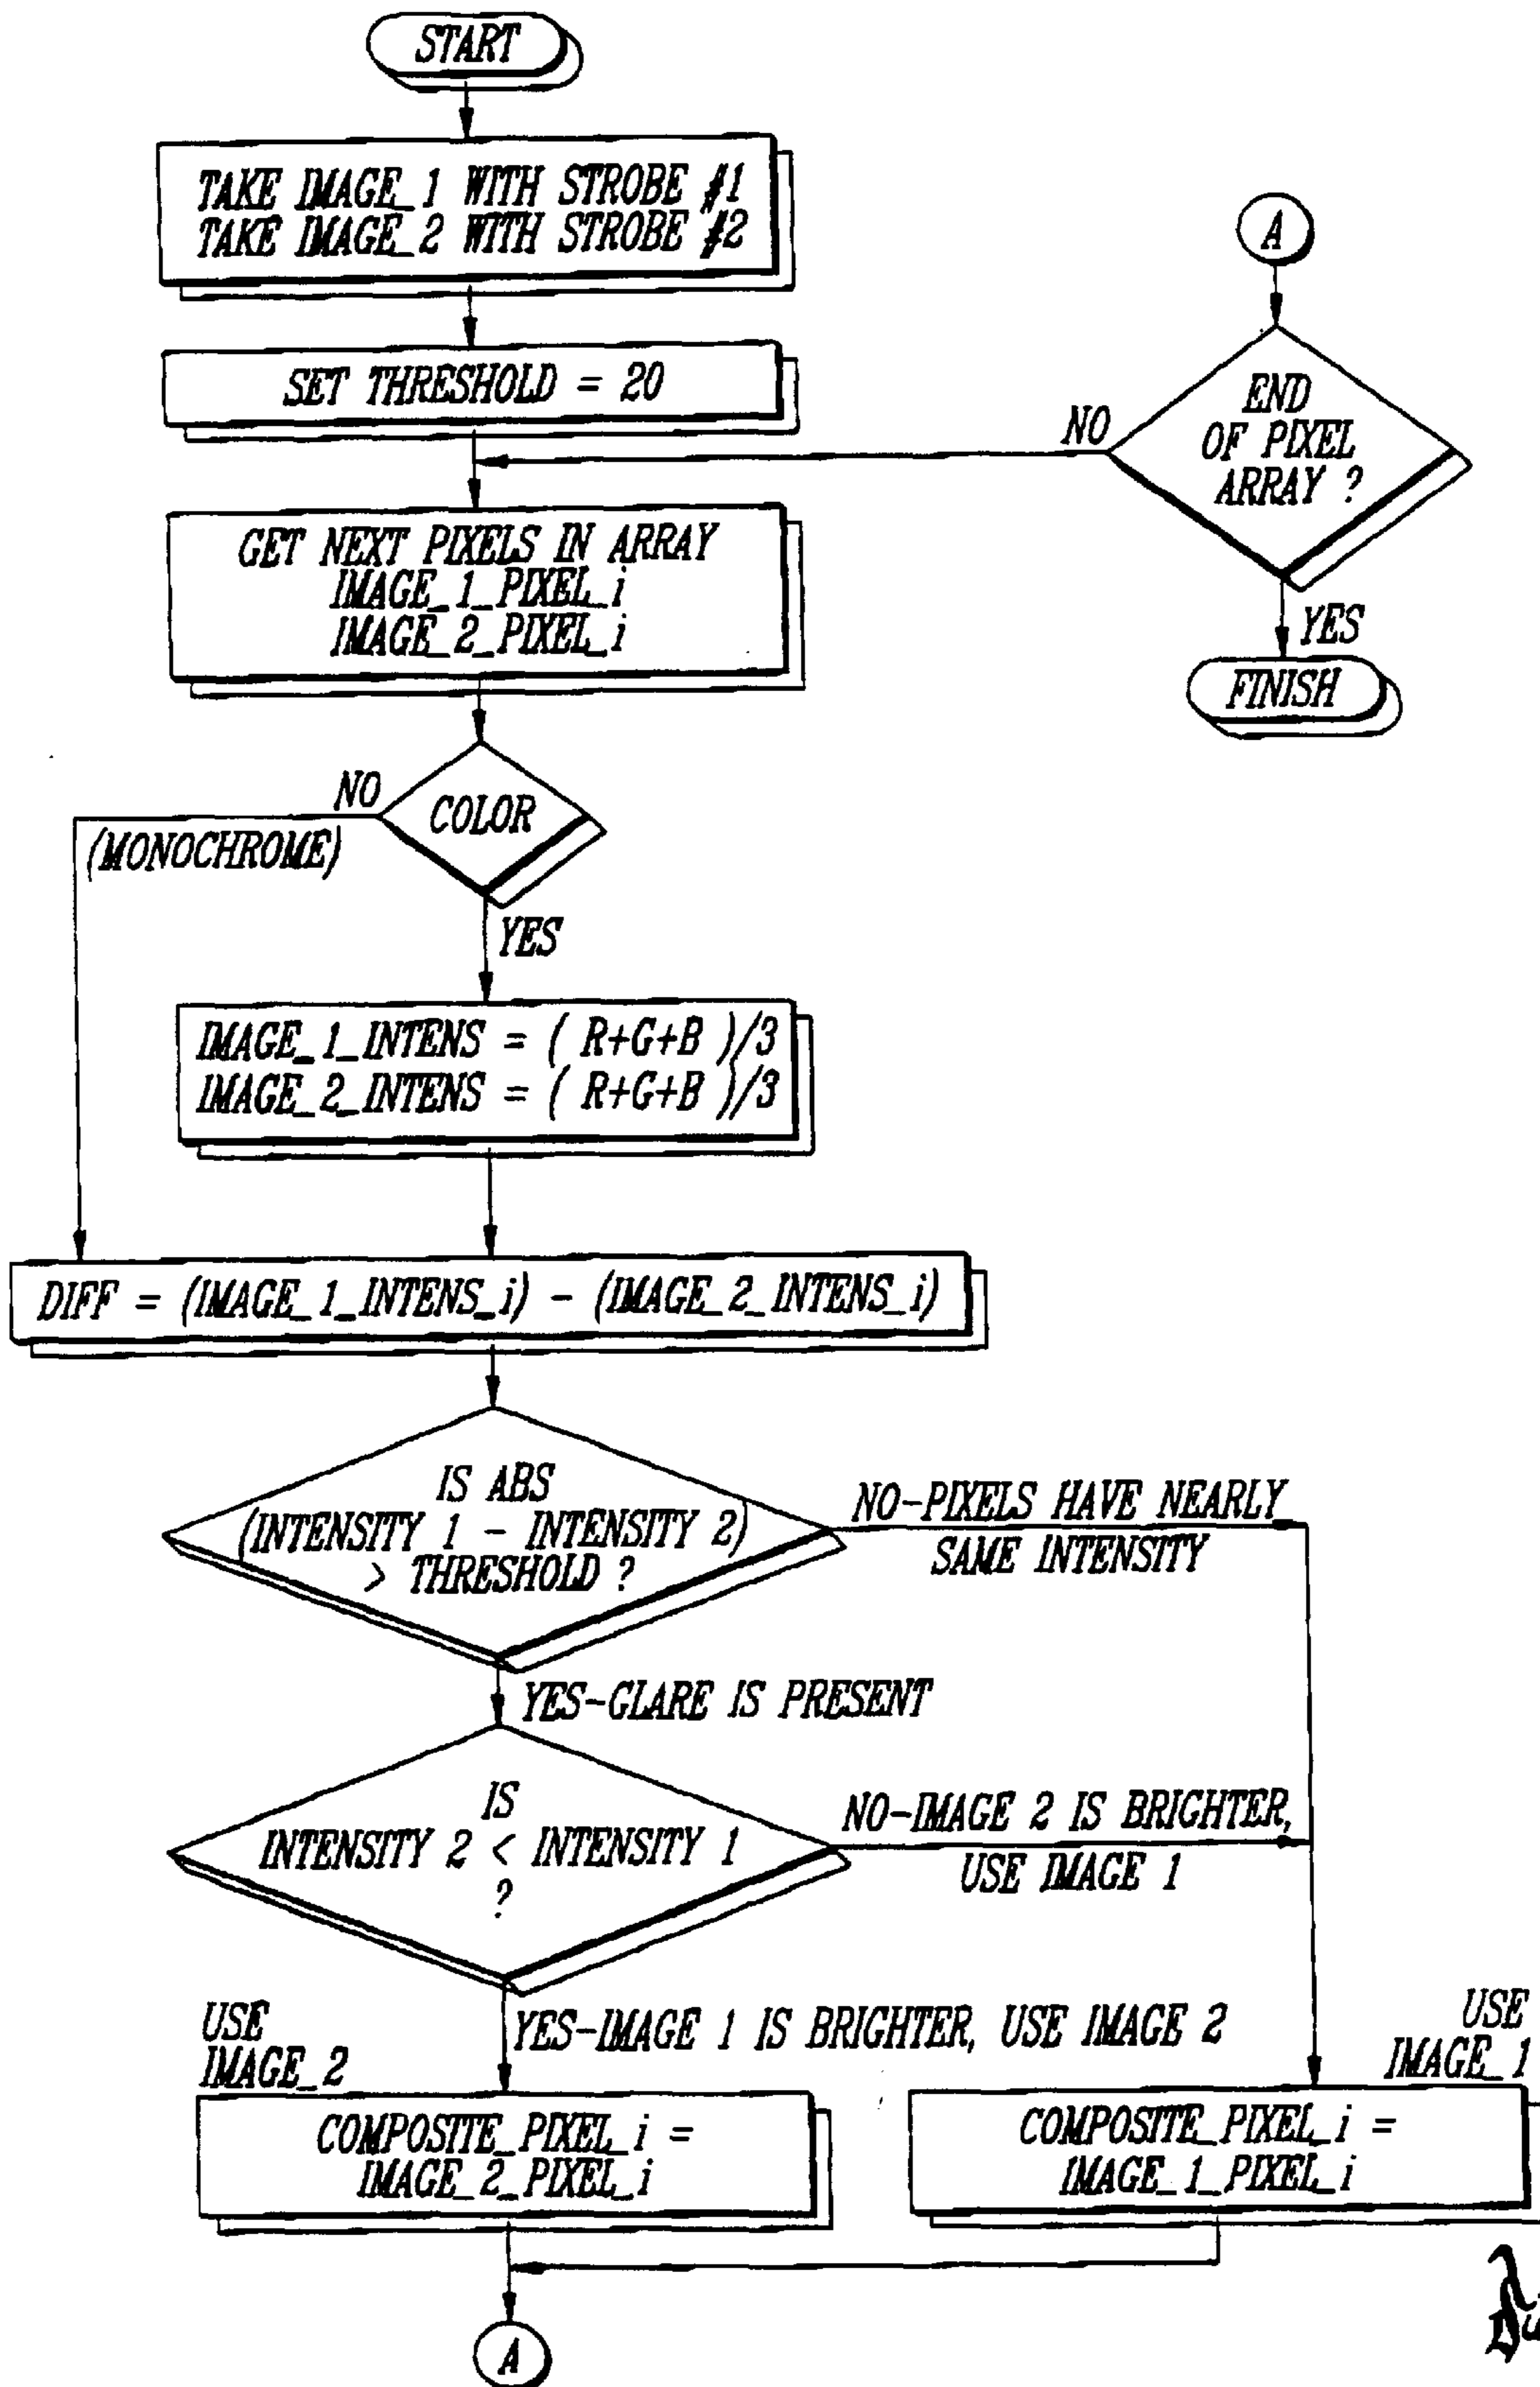 START
TAKE IMAGE_1 WITH STROBE #1
TAKE IMAGE_2 WITH STROBE #2
SET THRESHOLD = 20
GET NEXT PIXELS IN ARRAY
IMAGE_1_PIXEL_i
IMAGE_2_PIXEL_i
COLOR
NO
(MONOCHROME)
YES
IMAGE_1_INTENS = ( R+G+B )/3
IMAGE_2_INTENS = ( R+G+B )/3
DIFF = (IMAGE_1_INTENS_i) - (IMAGE_2_INTENS_i)
IS ABS
(INTENSITY 1 - INTENSITY 2)
> THRESHOLD ?
NO-PIXELS HAVE NEARLY
SAME INTENSITY
YES-GLARE IS PRESENT
IS
INTENSITY 2 < INTENSITY 1
?
NO-IMAGE 2 IS BRIGHTER,
USE IMAGE 1
YES-IMAGE 1 IS BRIGHTER, USE IMAGE 2
USE
IMAGE_2
COMPOSITE_PIXEL_i =
IMAGE_2_PIXEL_i
USE
IMAGE_1
COMPOSITE_PIXEL_i =
IMAGE_1_PIXEL_i
A
A
END
OF PIXEL
ARRAY ?
NO
YES
FINISH